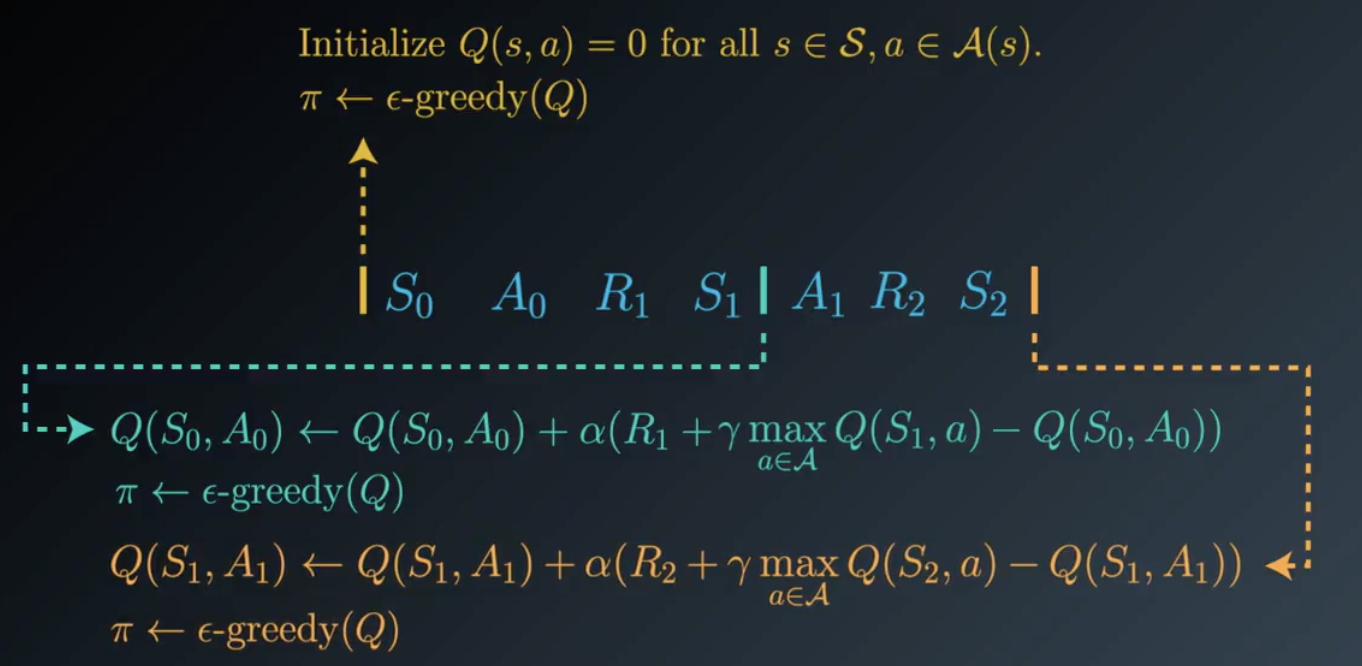 Initialize Q(s, a) = 0 for all s ∈ 𝒮, a ∈ 𝒜(s).
π ← ϵ-greedy(Q)
S₀ A₀ R₁ S₁ A₁ R₂ S₂
Q(S₀, A₀) ← Q(S₀, A₀) + α(R₁ + γ max_{a∈𝒜} Q(S₁, a) − Q(S₀, A₀))
π ← ϵ-greedy(Q)
Q(S₁, A₁) ← Q(S₁, A₁) + α(R₂ + γ max_{a∈𝒜} Q(S₂, a) − Q(S₁, A₁))
π ← ϵ-greedy(Q)